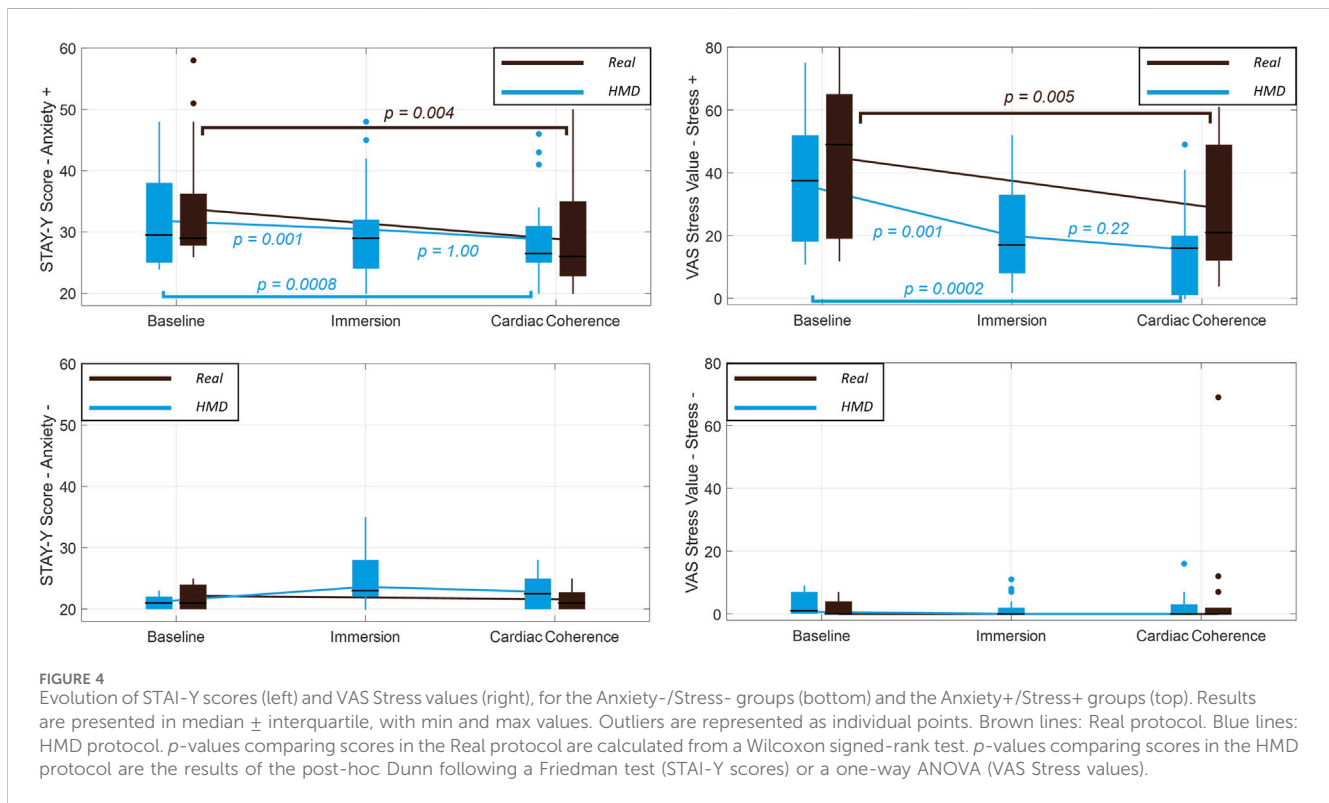 60
50
40
30
20
STAY-Y Score - Anxiety +
Real
HMD
p = 0.004
p = 0.001
p = 1.00
p = 0.0008
Baseline
Immersion
Cardiac Coherence
80
60
40
20
0
VAS Stress Value - Stress +
Real
HMD
p = 0.005
p = 0.001
p = 0.22
p = 0.0002
Baseline
Immersion
Cardiac Coherence
60
50
40
30
20
STAY-Y Score - Anxiety -
Real
HMD
Baseline
Immersion
Cardiac Coherence
80
60
40
20
0
VAS Stress Value - Stress -
Real
HMD
Baseline
Immersion
Cardiac Coherence
FIGURE 4
Evolution of STAI-Y scores (left) and VAS Stress values (right), for the Anxiety-/Stress- groups (bottom) and the Anxiety+/Stress+ groups (top). Results
are presented in median ± interquartile, with min and max values. Outliers are represented as individual points. Brown lines: Real protocol. Blue lines:
HMD protocol. p-values comparing scores in the Real protocol are calculated from a Wilcoxon signed-rank test. p-values comparing scores in the HMD
protocol are the results of the post-hoc Dunn following a Friedman test (STAI-Y scores) or a one-way ANOVA (VAS Stress values).